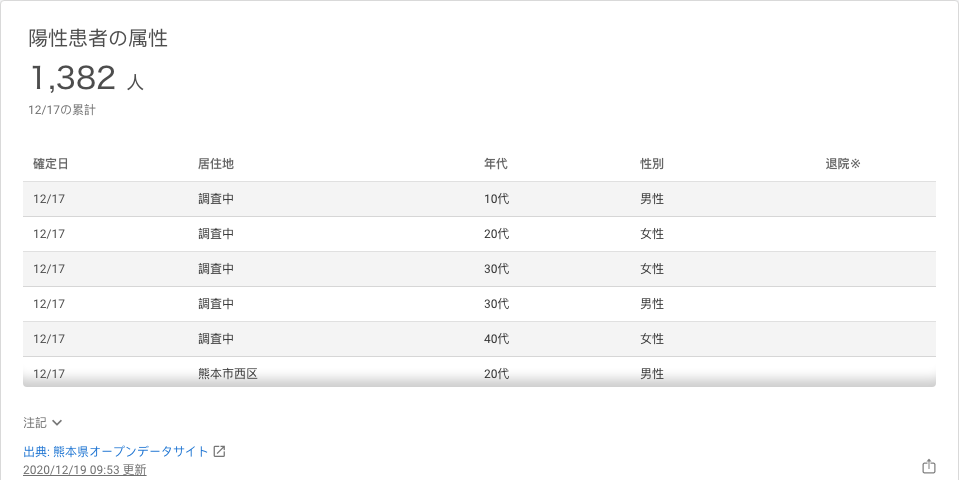 陽性患者の属性
1,382 人
12/17の累計
確定日 居住地 年代 性別 退院※
12/17 調査中 10代 男性
12/17 調査中 20代 女性
12/17 調査中 30代 女性
12/17 調査中 30代 男性
12/17 調査中 40代 女性
12/17 熊本市西区 20代 男性
注記
出典: 熊本県オープンデータサイト
2020/12/19 09:53 更新